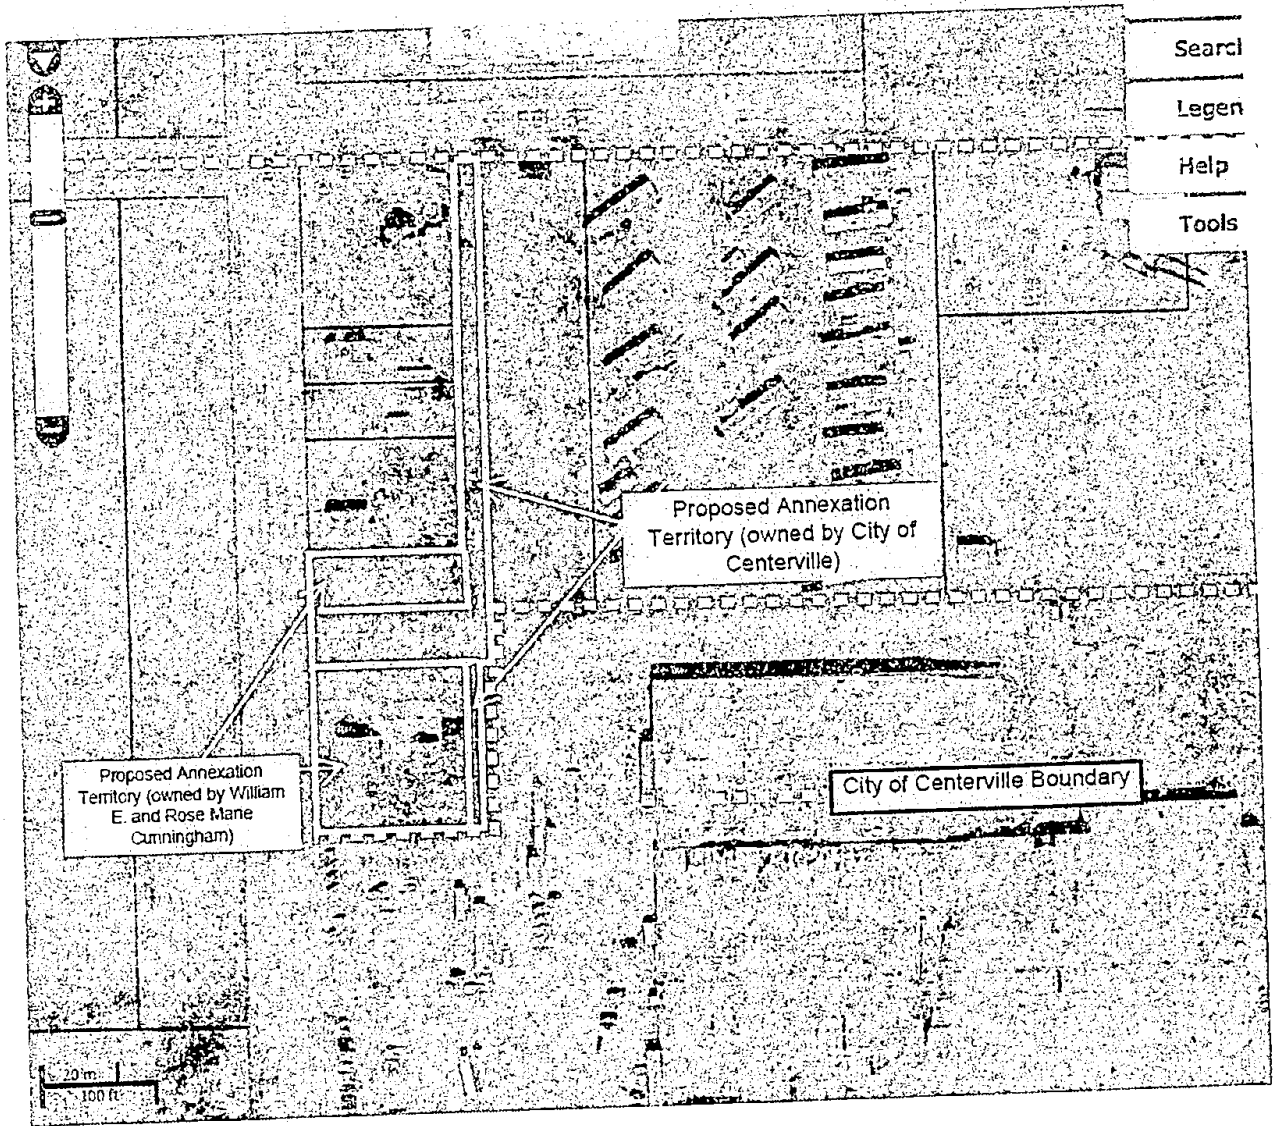 Searcl
Legen
Help
Tools
Proposed Annexation
Territory (owned by City of
Centerville)
Proposed Annexation
Territory (owned by William
E. and Rose Marie
Cunningham)
City of Centerville Boundary
20 m
100 ft